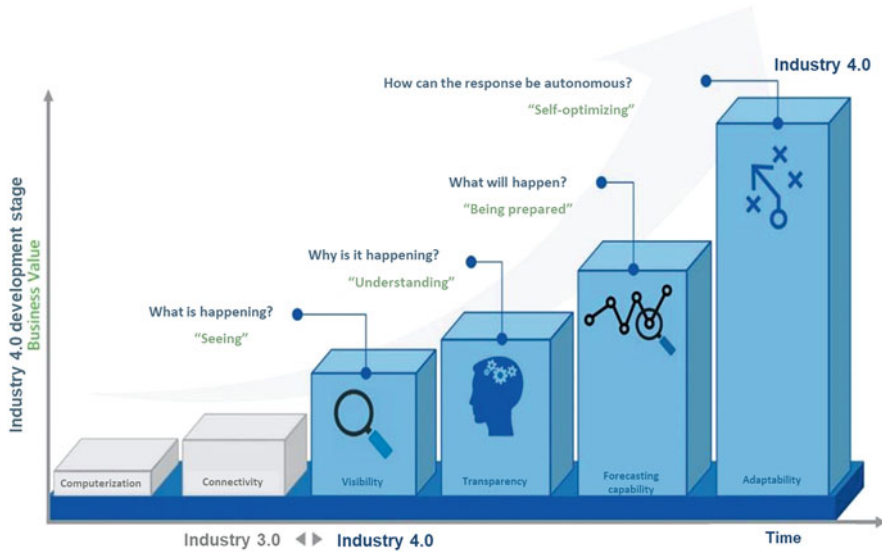 Industry 4.0
How can the response be autonomous?
“Self-optimizing”
What will happen?
“Being prepared”
Why is it happening?
“Understanding”
What is happening?
“Seeing”
Industry 4.0 development stage
Business Value
Computerization
Connectivity
Visibility
Transparency
Forecasting
capability
Adaptability
Industry 3.0
Industry 4.0
Time